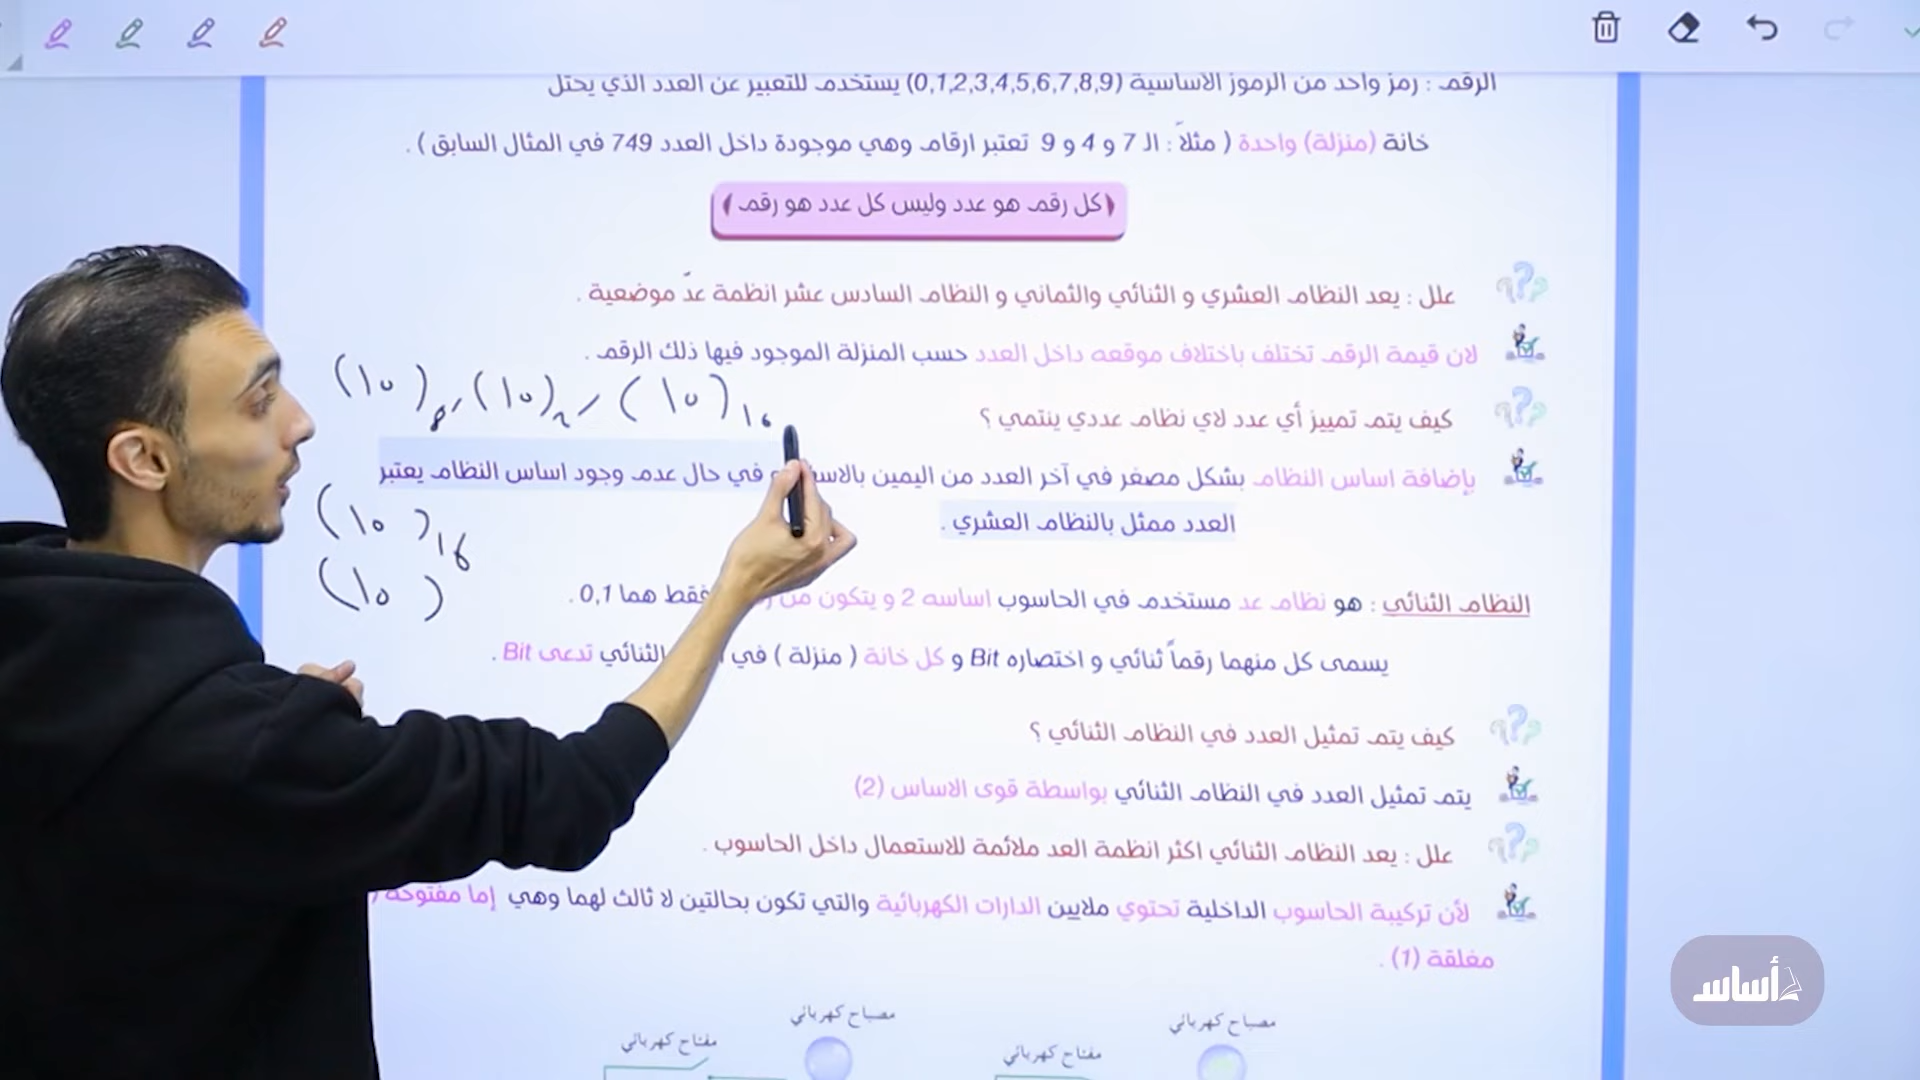 الرقم : رمز واحد من الرموز الاساسية (0,1,2,3,4,5,6,7,8,9) يستخدم للتعبير عن العدد الذي يحتل
خانة (منزلة) واحدة ( مثلاً : الـ 7 و 4 و 9 تعتبر ارقام وهي موجودة داخل العدد 749 في المثال السابق ) .
(كل رقم هو عدد وليس كل عدد هو رقم )
علل : يعد النظام العشري و الثنائي والثماني و النظام السادس عشر انظمة عدّ موضعية .
لان قيمة الرقم تختلف باختلاف موقعه داخل العدد حسب المنزلة الموجود فيها ذلك الرقم .
(10)8 , (10)2 , (10)16
كيف يتم تمييز أي عدد لاي نظام عددي ينتمي ؟
بإضافة اساس النظام بشكل مصغر في آخر العدد من اليمين بالاسفل و في حال عدم وجود اساس النظام يعتبر
العدد ممثل بالنظام العشري .
(10)16
(10)
النظام الثنائي : هو نظام عد مستخدم في الحاسوب اساسه 2 و يتكون من فقط هما 0,1 .
يسمى كل منهما رقماً ثنائي و اختصاره Bit و كل خانة ( منزلة ) في الثنائي تدعى Bit .
كيف يتم تمثيل العدد في النظام الثنائي ؟
يتم تمثيل العدد في النظام الثنائي بواسطة قوى الاساس (2)
علل : يعد النظام الثنائي اكثر انظمة العد ملائمة للاستعمال داخل الحاسوب .
لأن تركيبة الحاسوب الداخلية تحتوي ملايين الدارات الكهربائية والتي تكون بحالتين لا ثالث لهما وهي إما مفتوحة
مغلقة (1) .
مصباح كهربائي
مفتاح كهربائي
مصباح كهربائي
مفتاح كهربائي
أساس